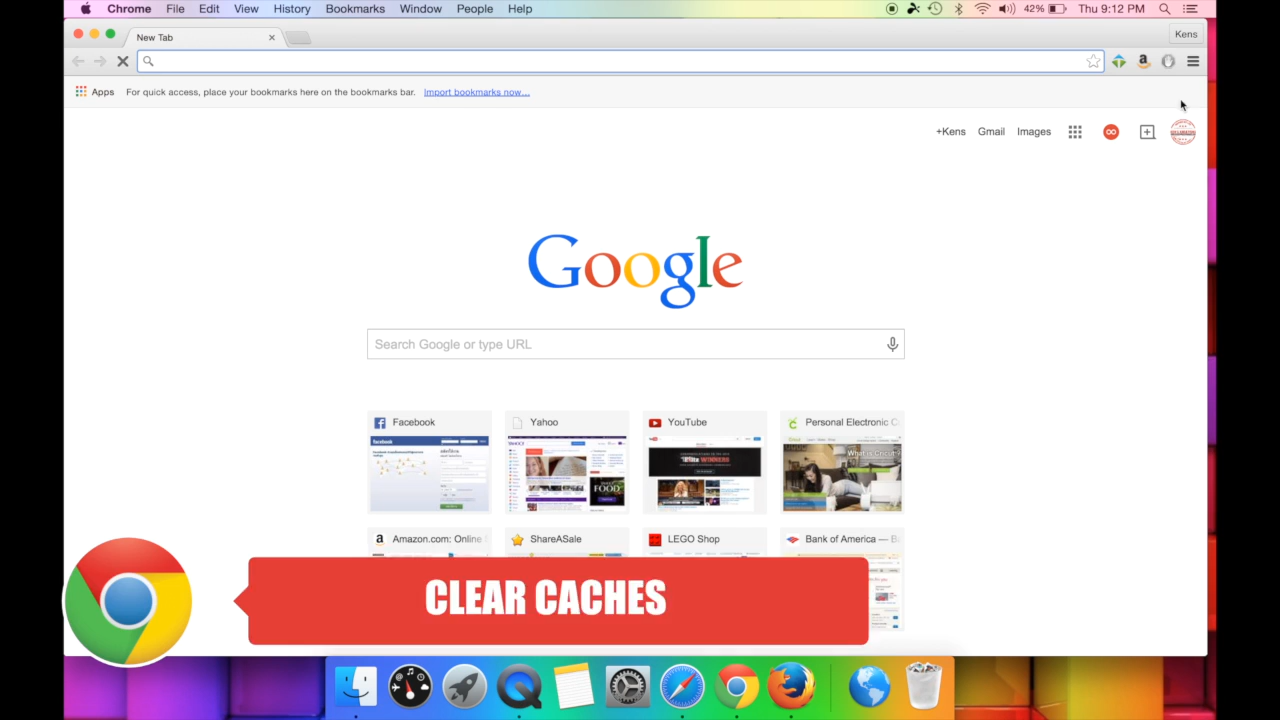 Chrome File Edit View History Bookmarks Window People Help 42% Thu 9:12 PM
New Tab Kens
Apps For quick access, place your bookmarks here on the bookmarks bar. Import bookmarks now...
+Kens Gmail Images
Google
Search Google or type URL
Facebook Yahoo YouTube Personal Electronic C
What is Cricut?
Amazon.com: Online ShareASale LEGO Shop Bank of America — B
CLEAR CACHES